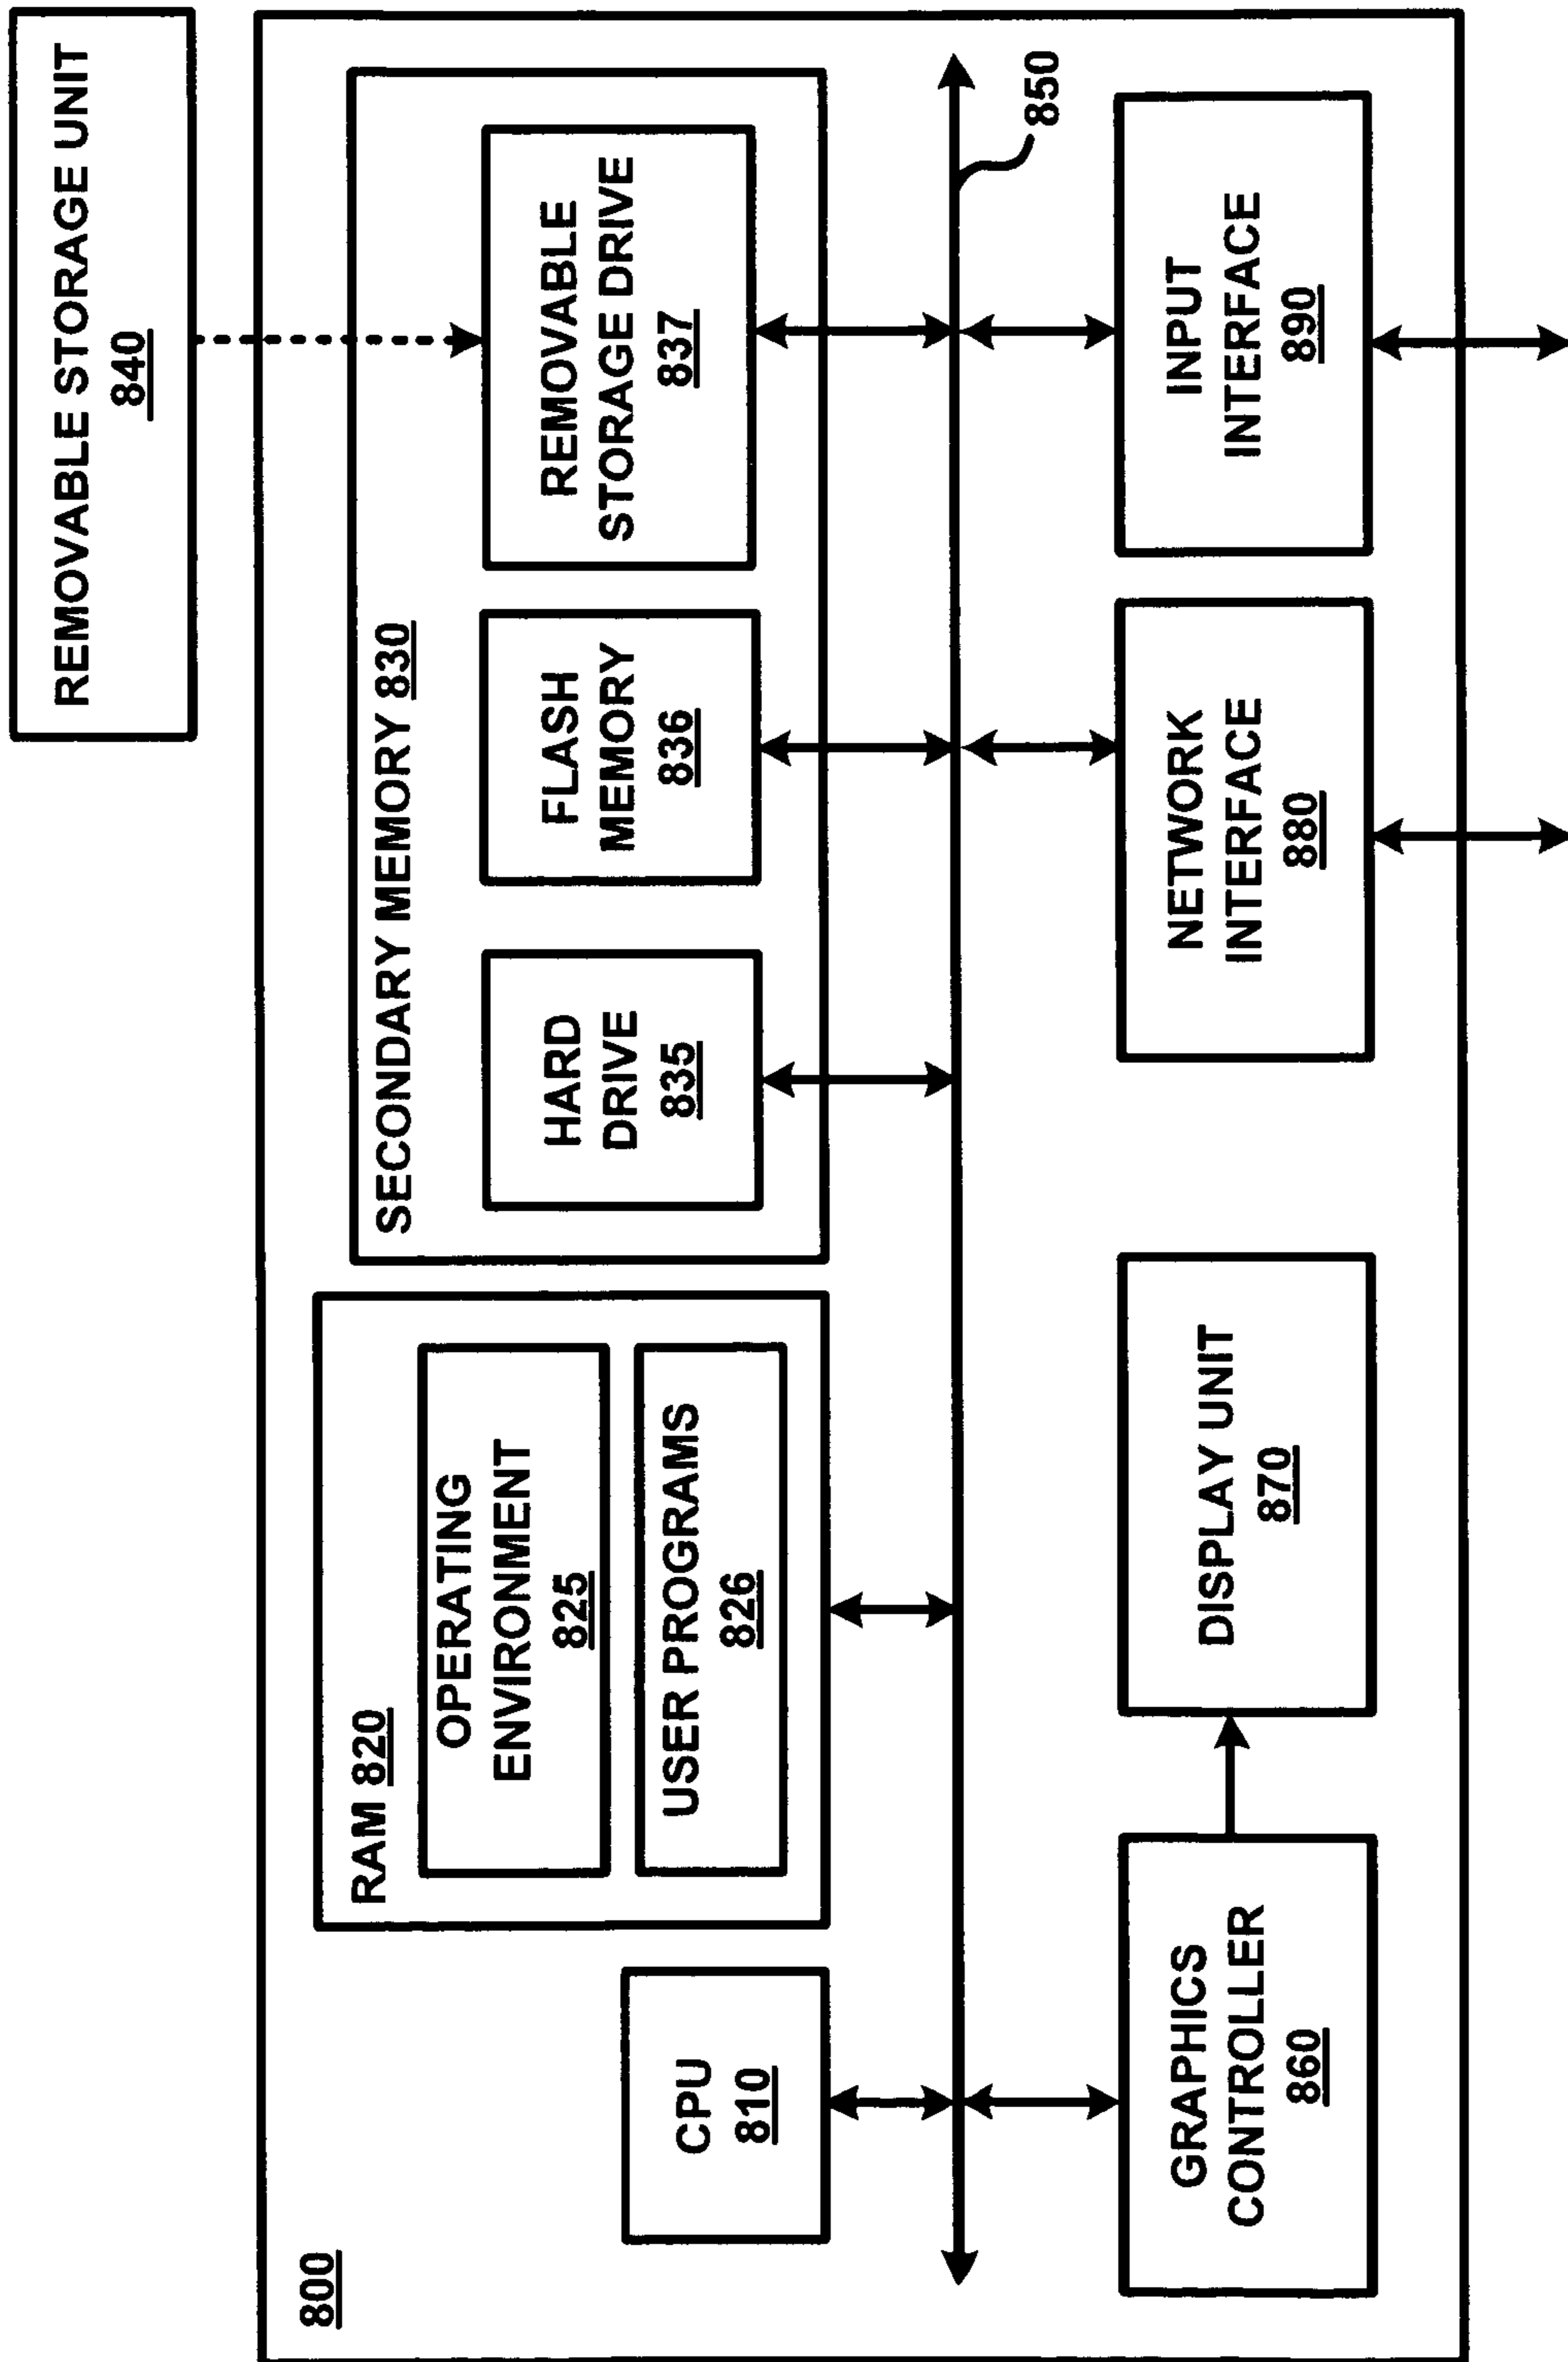 REMOVABLE STORAGE UNIT
840
800
CPU
810
RAM 820
OPERATING
ENVIRONMENT
825
USER PROGRAMS
826
SECONDARY MEMORY 830
HARD
DRIVE
835
FLASH
MEMORY
836
REMOVABLE
STORAGE DRIVE
837
850
GRAPHICS
CONTROLLER
860
DISPLAY UNIT
870
NETWORK
INTERFACE
880
INPUT
INTERFACE
890